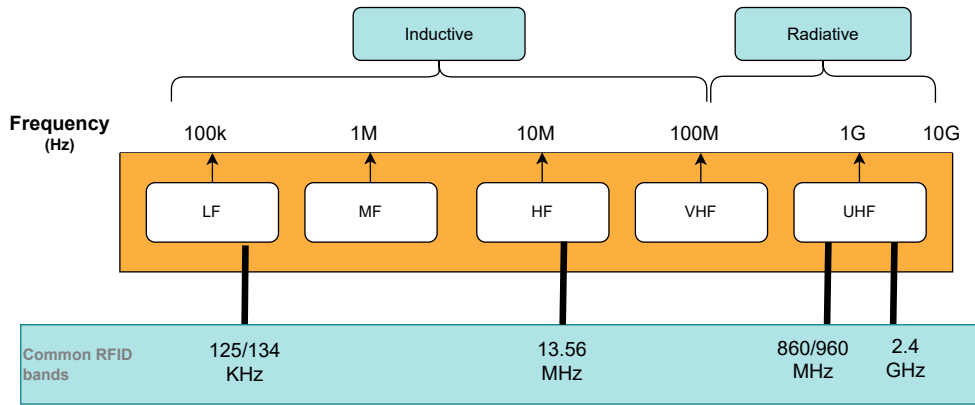 Inductive
Radiative
Frequency
(Hz)
100k
1M
10M
100M
1G
10G
LF
MF
HF
VHF
UHF
Common RFID
bands
125/134
KHz
13.56
MHz
860/960
MHz
2.4
GHz